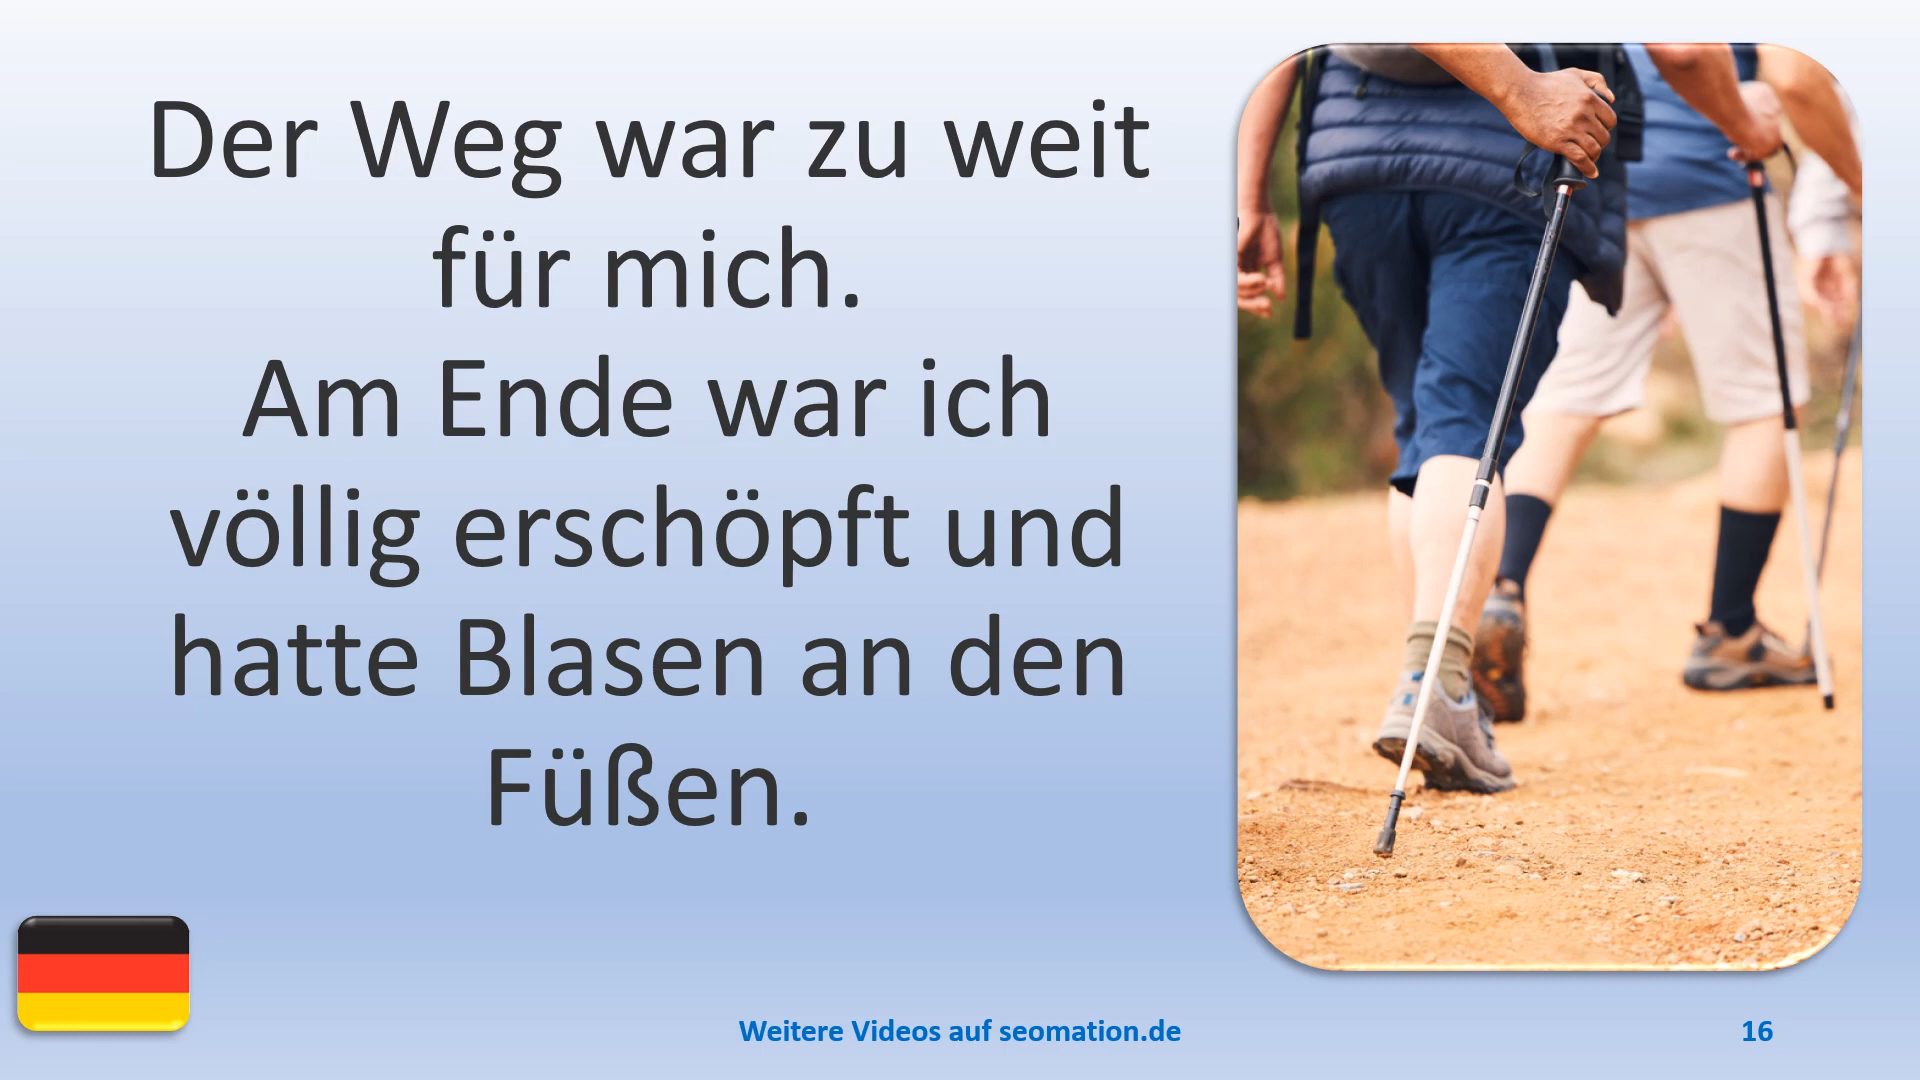 Der Weg war zu weit
für mich.
Am Ende war ich
völlig erschöpft und
hatte Blasen an den
Füßen.
Weitere Videos auf seomation.de
16